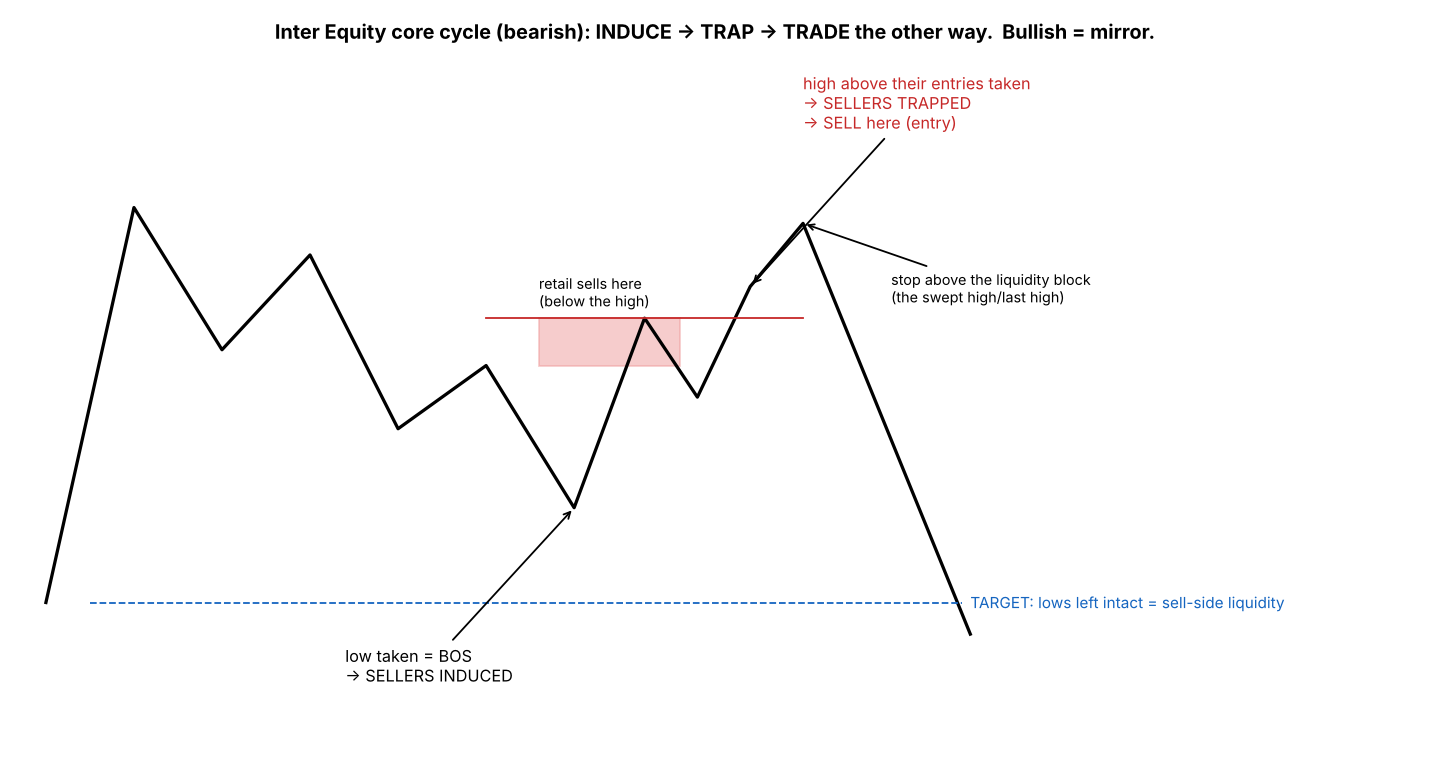 Inter Equity core cycle (bearish): INDUCE → TRAP → TRADE the other way.  Bullish = mirror.
high above their entries taken
→ SELLERS TRAPPED
→ SELL here (entry)
retail sells here
(below the high)
stop above the liquidity block
(the swept high/last high)
TARGET: lows left intact = sell-side liquidity
low taken = BOS
→ SELLERS INDUCED